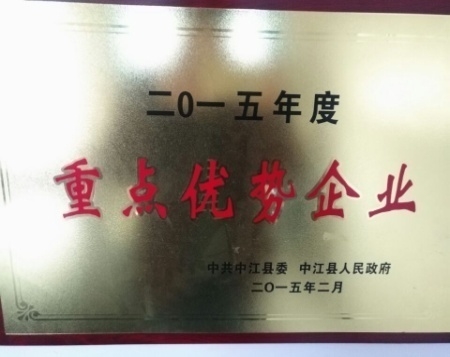 二0一五年度
重点优势企业
中共中江县委 中江县人民政府
二〇一五年二月